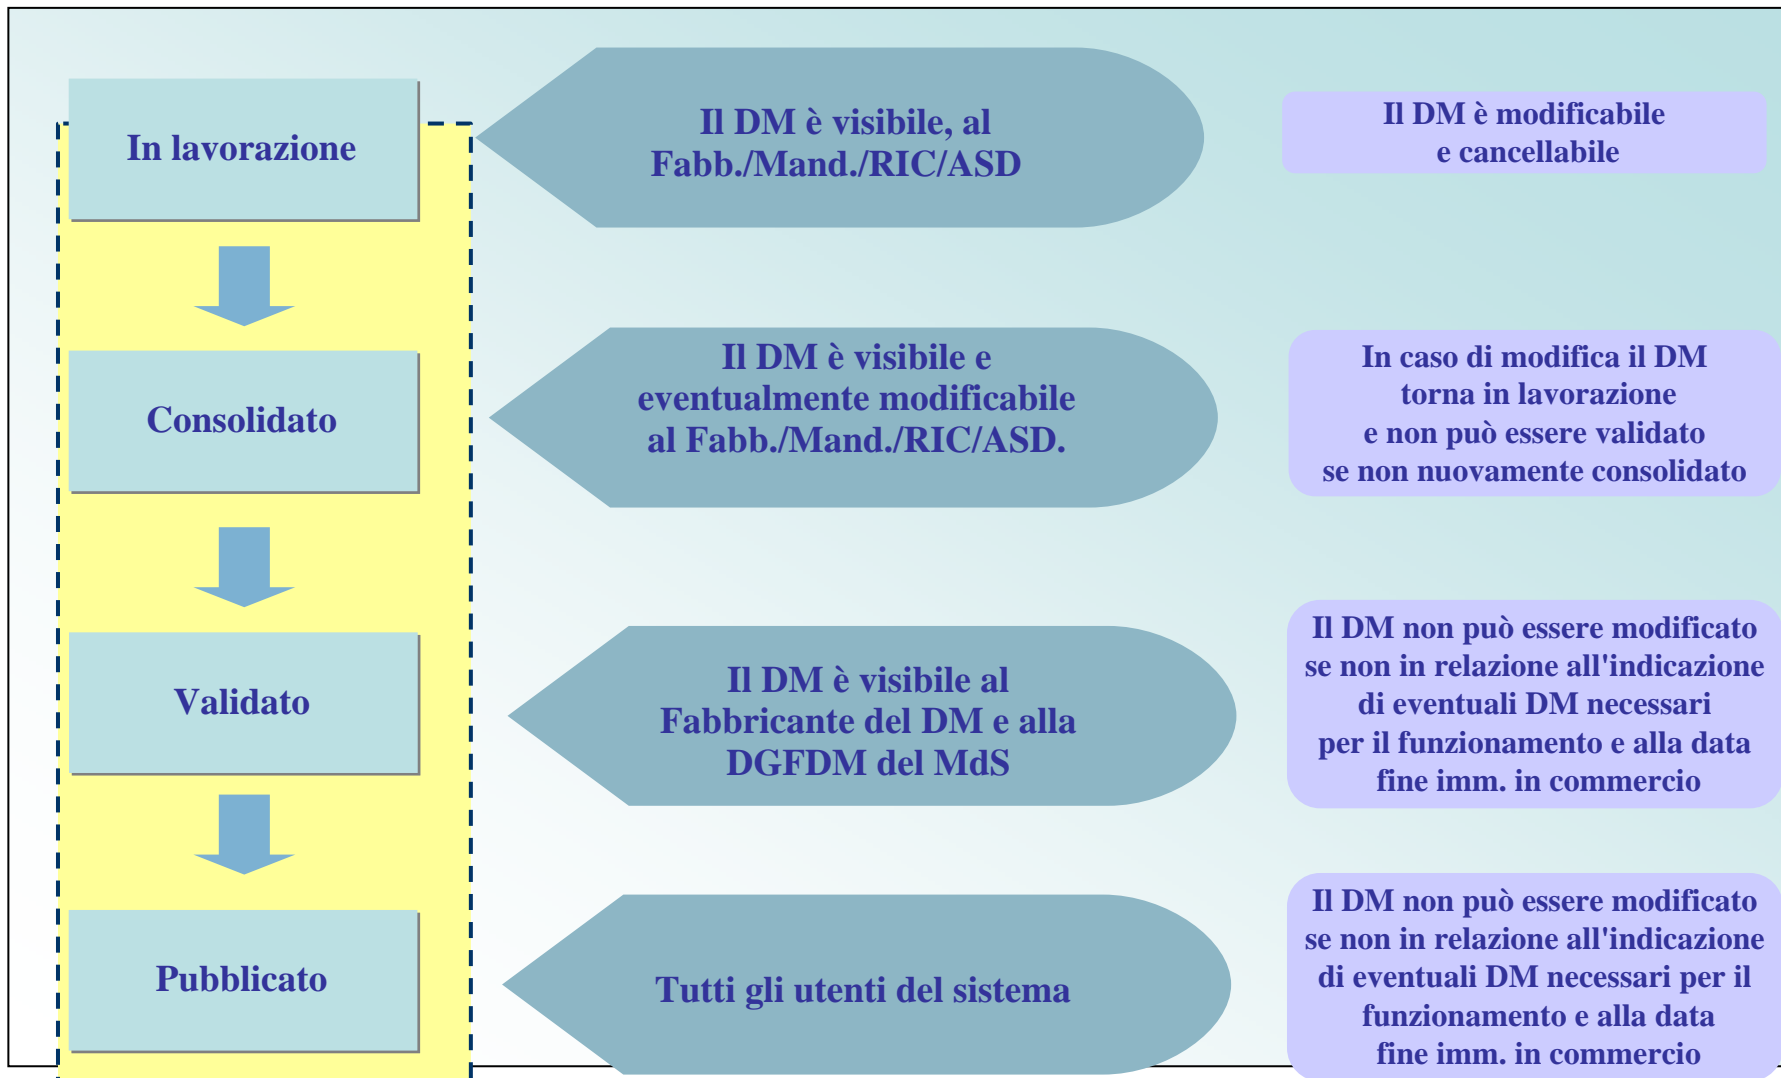 In lavorazione
Il DM è visibile, al
Fabb./Mand./RIC/ASD
Il DM è modificabile
e cancellabile
Consolidato
Il DM è visibile e
eventualmente modificabile
al Fabb./Mand./RIC/ASD.
In caso di modifica il DM
torna in lavorazione
e non può essere validato
se non nuovamente consolidato
Validato
Il DM è visibile al
Fabbricante del DM e alla
DGFDM del MdS
Il DM non può essere modificato
se non in relazione all'indicazione
di eventuali DM necessari
per il funzionamento e alla data
fine imm. in commercio
Pubblicato
Tutti gli utenti del sistema
Il DM non può essere modificato
se non in relazione all'indicazione
di eventuali DM necessari per il
funzionamento e alla data
fine imm. in commercio